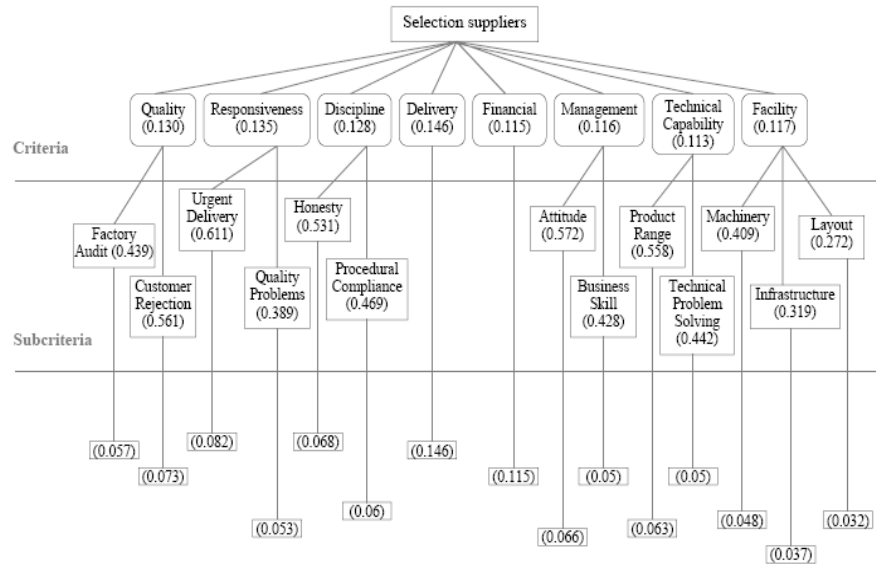 Selection suppliers
Quality
(0.130)
Responsiveness
(0.135)
Discipline
(0.128)
Delivery
(0.146)
Financial
(0.115)
Management
(0.116)
Technical
Capability
(0.113)
Facility
(0.117)
Criteria
Factory
Audit (0.439)
Customer
Rejection
(0.561)
Urgent
Delivery
(0.611)
Quality
Problems
(0.389)
Honesty
(0.531)
Procedural
Compliance
(0.469)
Attitude
(0.572)
Business
Skill
(0.428)
Product
Range
(0.558)
Technical
Problem
Solving
(0.442)
Machinery
(0.409)
Infrastructure
(0.319)
Layout
(0.272)
Subcriteria
(0.057)
(0.073)
(0.082)
(0.053)
(0.068)
(0.06)
(0.146)
(0.115)
(0.066)
(0.05)
(0.063)
(0.05)
(0.048)
(0.037)
(0.032)